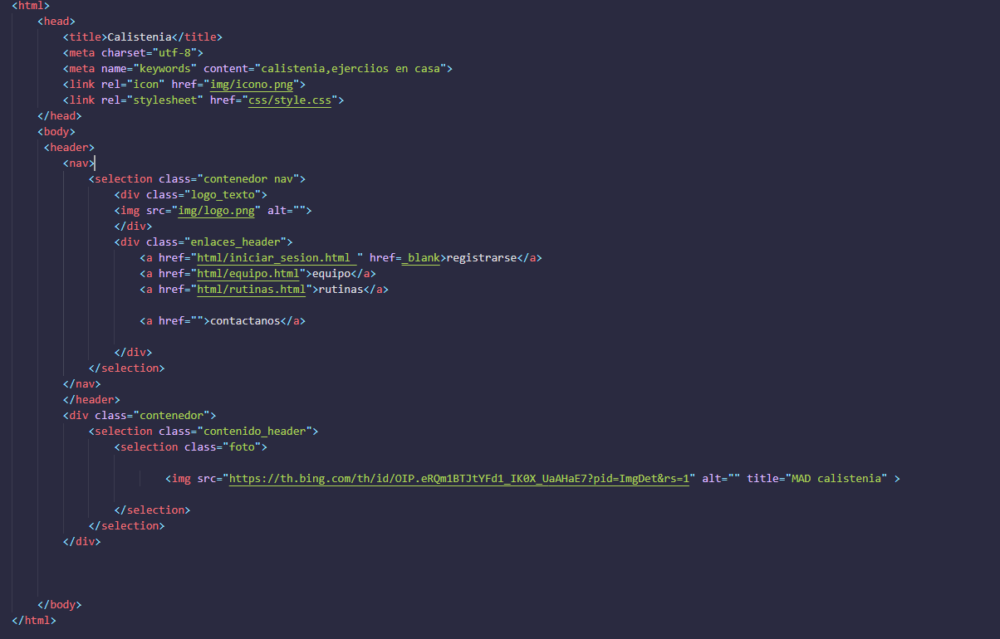 <html>
<head>
<title>Calistenia</title>
<meta charset="utf-8">
<meta name="keywords" content="calistenia,ejerciios en casa">
<link rel="icon" href="img/icono.png">
<link rel="stylesheet" href="css/style.css">
</head>
<body>
<header>
<nav>
<selection class="contenedor nav">
<div class="logo_texto">
<img src="img/logo.png" alt="">
</div>
<div class="enlaces_header">
<a href="html/iniciar_sesion.html " href=_blank>registrarse</a>
<a href="html/equipo.html">equipo</a>
<a href="html/rutinas.html">rutinas</a>
<a href="">contactanos</a>
</div>
</selection>
</nav>
</header>
<div class="contenedor">
<selection class="contenido_header">
<selection class="foto">
<img src="https://th.bing.com/th/id/OIP.eRQm1BTJtYFd1_IK0X_UaAHaE7?pid=ImgDet&rs=1" alt="" title="MAD calistenia" >
</selection>
</selection>
</div>
</body>
</html>